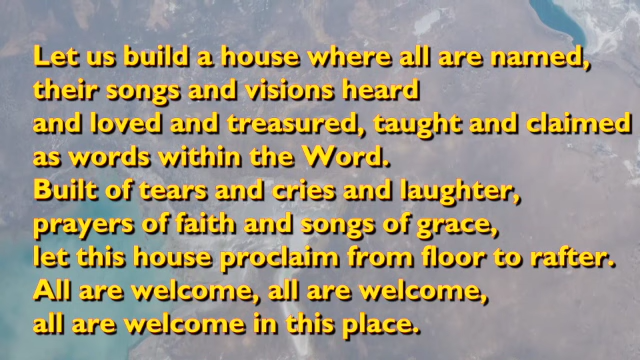 Let us build a house where all are named,
their songs and visions heard
and loved and treasured, taught and claimed
as words within the Word.
Built of tears and cries and laughter,
prayers of faith and songs of grace,
let this house proclaim from floor to rafter.
All are welcome, all are welcome,
all are welcome in this place.